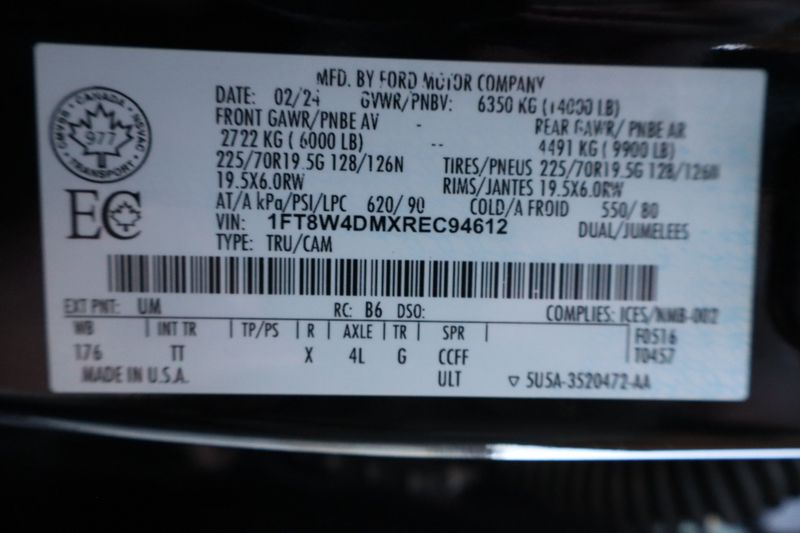 MFD. BY FORD MOTOR COMPANY
DATE: 02/24 GVWR/PNBV: 6350 KG (14000 LB)
FRONT GAWR/PNBE AV - REAR GAWR/ PNBE AR
2722 KG ( 6000 LB) -- 4491 KG ( 9900 LB)
225/70R19.5G 128/126N TIRES/PNEUS 225/70R19.5G 128/126N
19.5X6.0RW RIMS/JANTES 19.5X6.0RW
AT/A kPa/PSI/LPC 620/ 90 COLD/A FROID 550/ 80
VIN: 1FT8W4DMXREC94612 DUAL/JUMELEES
TYPE: TRU/CAM
CMVSS · CANADA · NSVAC
977
TRANSPORT
EC
EXT PNT: UM RC: B6 DSO: COMPLIES: ICES/NMB-002
WB INT TR TP/PS R AXLE TR SPR F0516
176 TT X 4L G CCFF T0457
MADE IN U.S.A. ULT ▽ 5U5A-3520472-AA